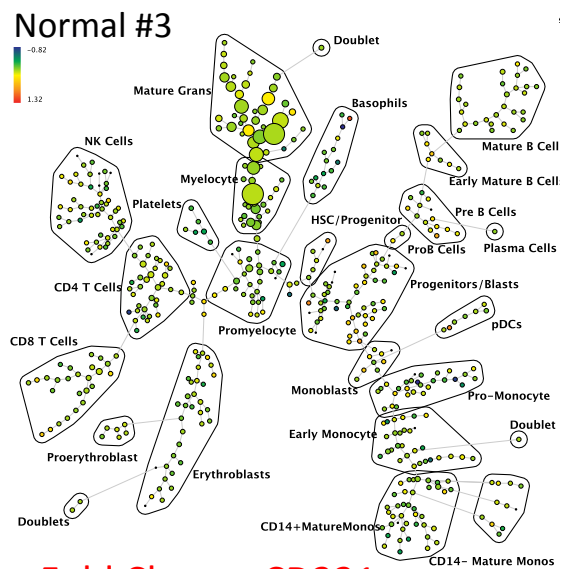 Normal #3
-0.82
1.32
Doublet
Mature Grans
Basophils
NK Cells
Mature B Cell
Myelocyte
Early Mature B Cell
Platelets
HSC/Progenitor
Pre B Cells
ProB Cells
Plasma Cells
CD4 T Cells
Progenitors/Blasts
Promyelocyte
pDCs
CD8 T Cells
Monoblasts
Pro-Monocyte
Early Monocyte
Doublet
Proerythroblast
Erythroblasts
Doublets
CD14+MatureMonos
CD14- Mature Monos